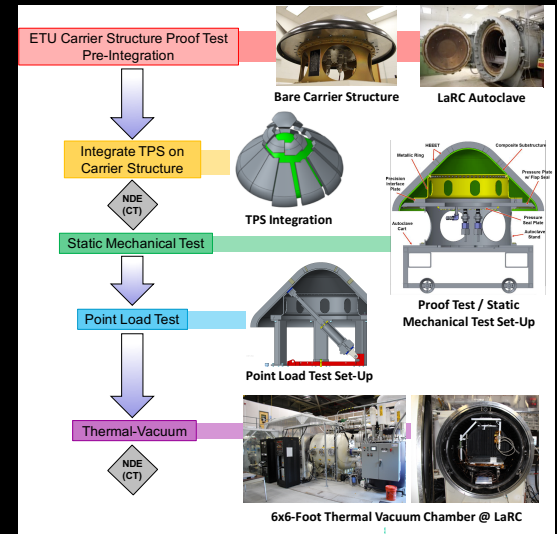 ETU Carrier Structure Proof Test
Pre-Integration
Bare Carrier Structure
LaRC Autoclave
Integrate TPS on
Carrier Structure
NDE
(CT)
TPS Integration
HEEET
Metallic Ring
Precision
Interface
Plate
Autoclave
Cart
Composite Substructure
Pressure Plate
w/ Flap Seal
Pressure
Seal Plate
Autoclave
Stand
Static Mechanical Test
Proof Test / Static
Mechanical Test Set-Up
Point Load Test
Point Load Test Set-Up
Thermal-Vacuum
NDE
(CT)
6x6-Foot Thermal Vacuum Chamber @ LaRC